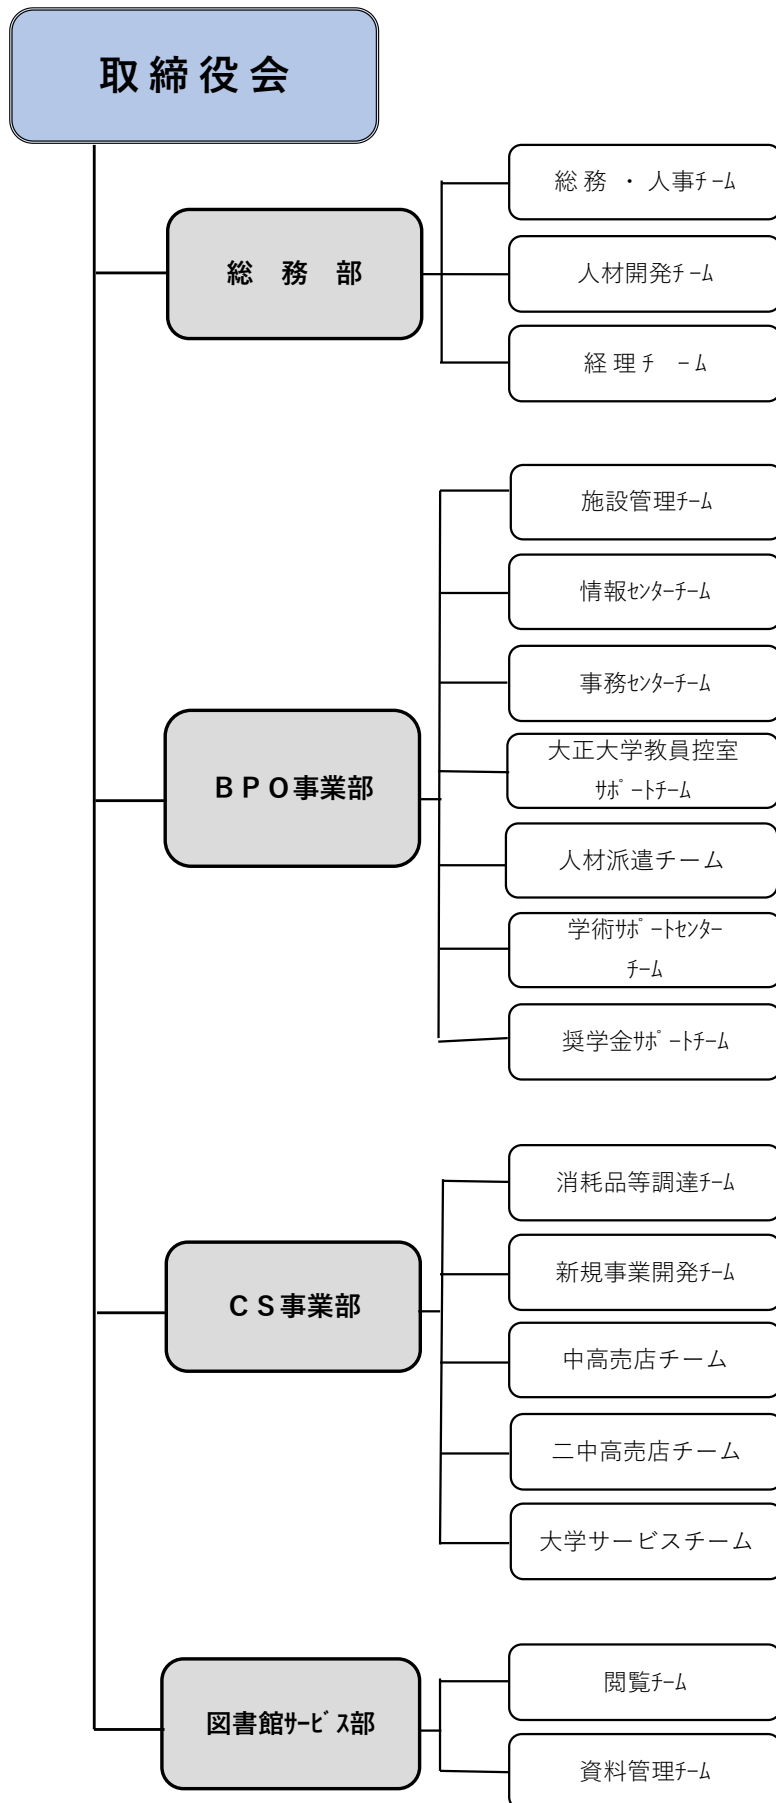 取締役会
総務・人事ﾁｰﾑ
総　務　部
人材開発ﾁｰﾑ
経理ﾁｰﾑ
施設管理ﾁｰﾑ
情報ｾﾝﾀｰﾁｰﾑ
事務ｾﾝﾀｰﾁｰﾑ
大正大学教員控室
ｻﾎﾟｰﾄﾁｰﾑ
ＢＰＯ事業部
人材派遣チーム
学術ｻﾎﾟｰﾄｾﾝﾀｰ
ﾁｰﾑ
奨学金ｻﾎﾟｰﾄﾁｰﾑ
消耗品等調達ﾁｰﾑ
新規事業開発ﾁｰﾑ
ＣＳ事業部
中高売店チーム
二中高売店チーム
大学サービスチーム
閲覧ﾁｰﾑ
図書館ｻｰﾋﾞｽ部
資料管理ﾁｰﾑ